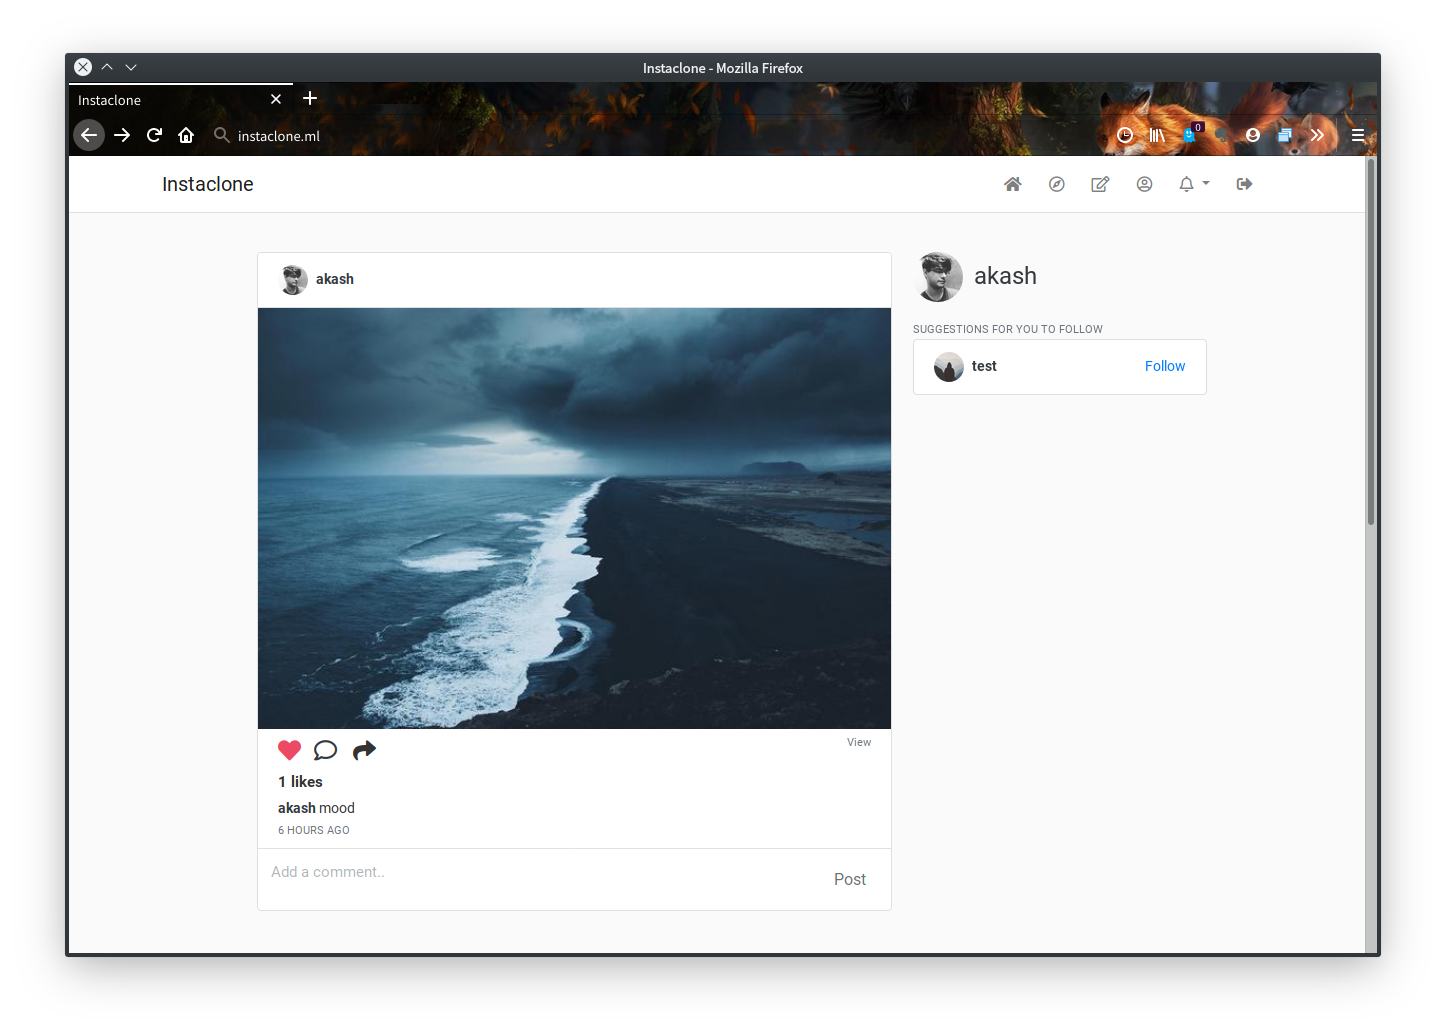 Instaclone - Mozilla Firefox
Instaclone
instaclone.ml
0
Instaclone
akash
akash
SUGGESTIONS FOR YOU TO FOLLOW
test Follow
View
1 likes
akash mood
6 HOURS AGO
Add a comment..
Post